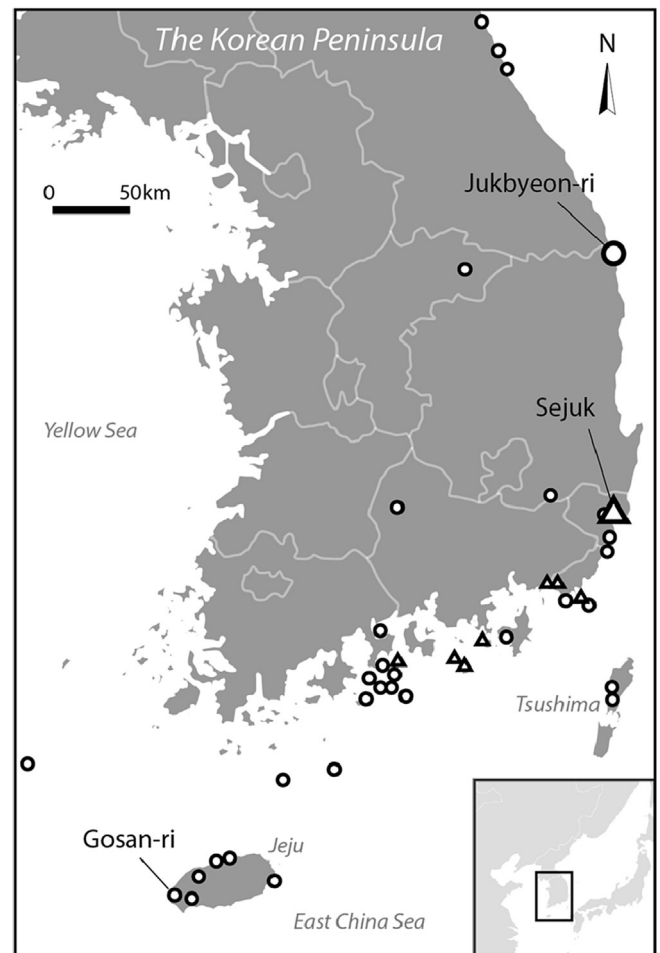 The Korean Peninsula
N
0 50km
Jukbyeon-ri
Sejuk
Yellow Sea
Tsushima
Gosan-ri
Jeju
East China Sea